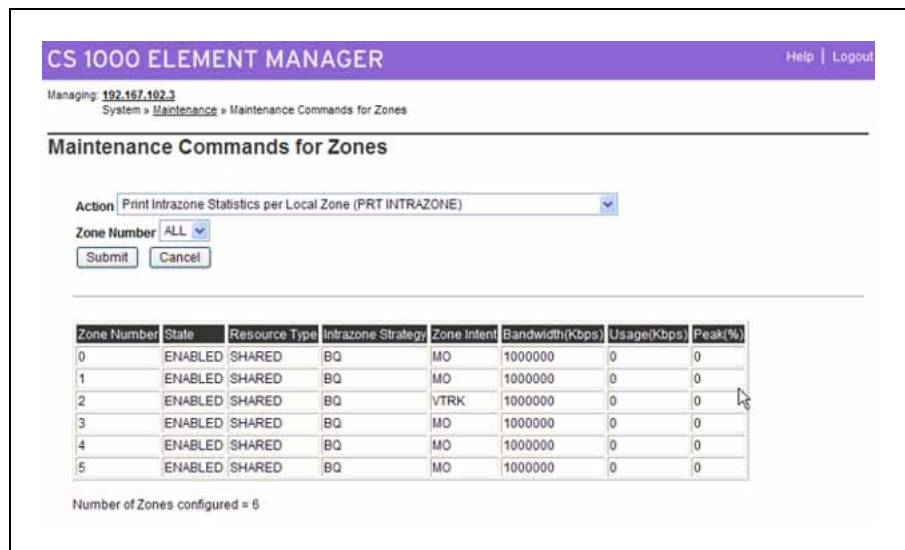 CS 1000 ELEMENT MANAGER Help | Logout
Managing: 192.167.102.3
System » Maintenance » Maintenance Commands for Zones
Maintenance Commands for Zones
Action Print Intrazone Statistics per Local Zone (PRT INTRAZONE)
Zone Number ALL
Submit Cancel
Zone Number State Resource Type Intrazone Strategy Zone Intent Bandwidth(Kbps) Usage(Kbps) Peak(%)
0 ENABLED SHARED BQ MO 1000000 0 0
1 ENABLED SHARED BQ MO 1000000 0 0
2 ENABLED SHARED BQ VTRK 1000000 0 0
3 ENABLED SHARED BQ MO 1000000 0 0
4 ENABLED SHARED BQ MO 1000000 0 0
5 ENABLED SHARED BQ MO 1000000 0 0
Number of Zones configured = 6